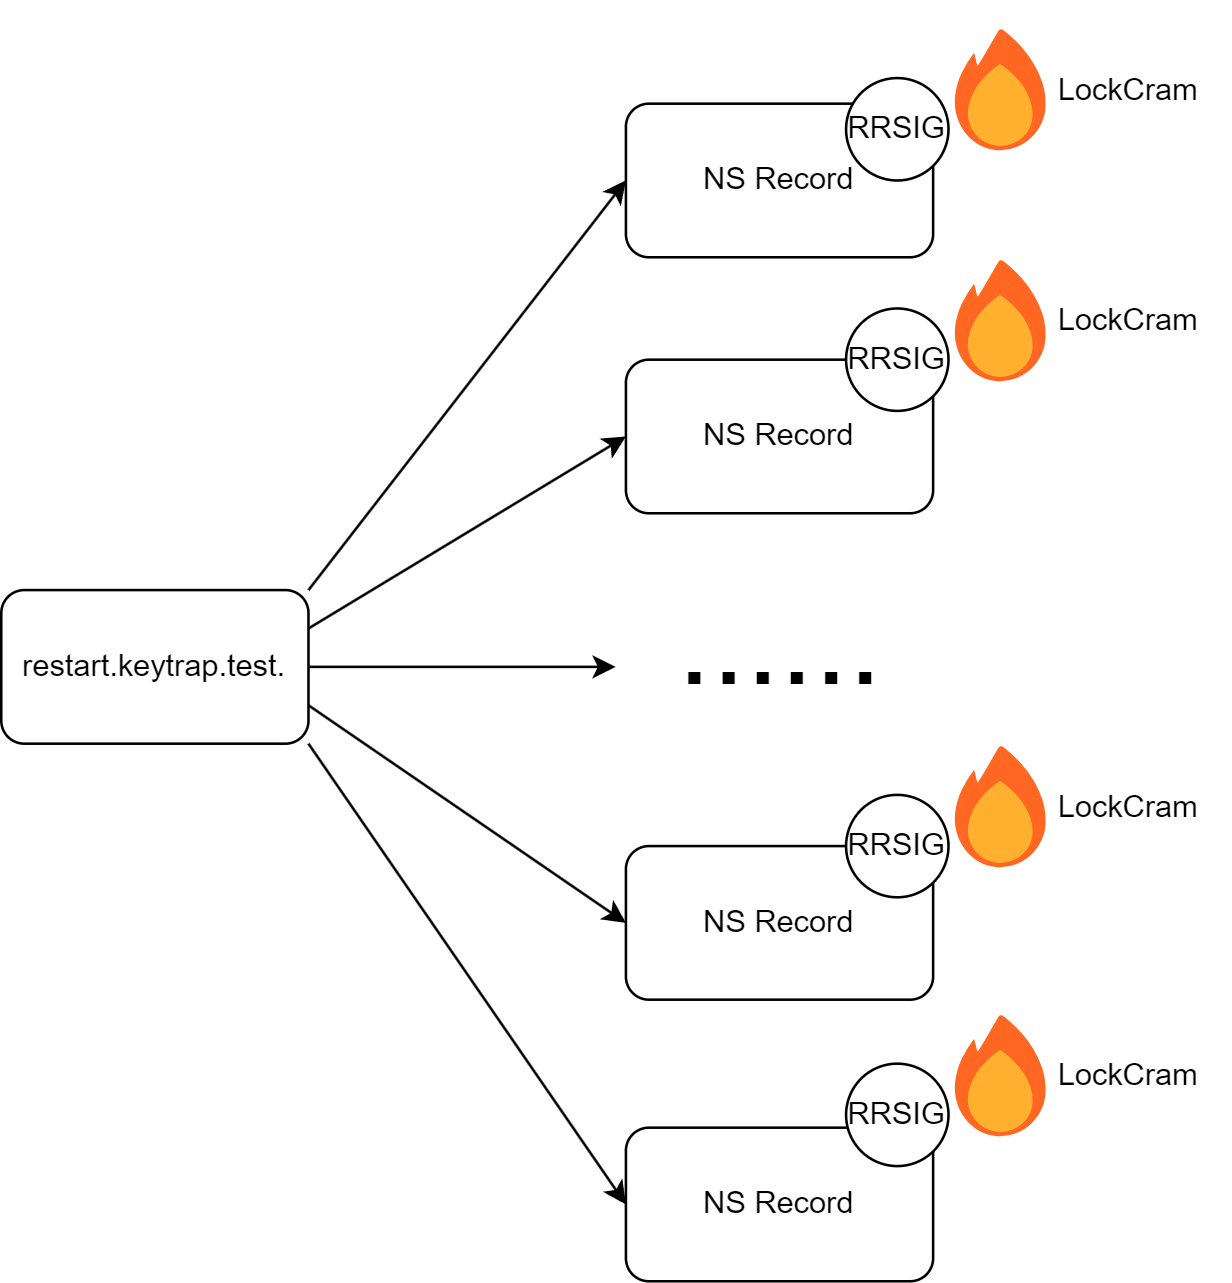 LockCram
RRSIG
NS Record
LockCram
RRSIG
NS Record
restart.keytrap.test.
......
LockCram
RRSIG
NS Record
LockCram
RRSIG
NS Record